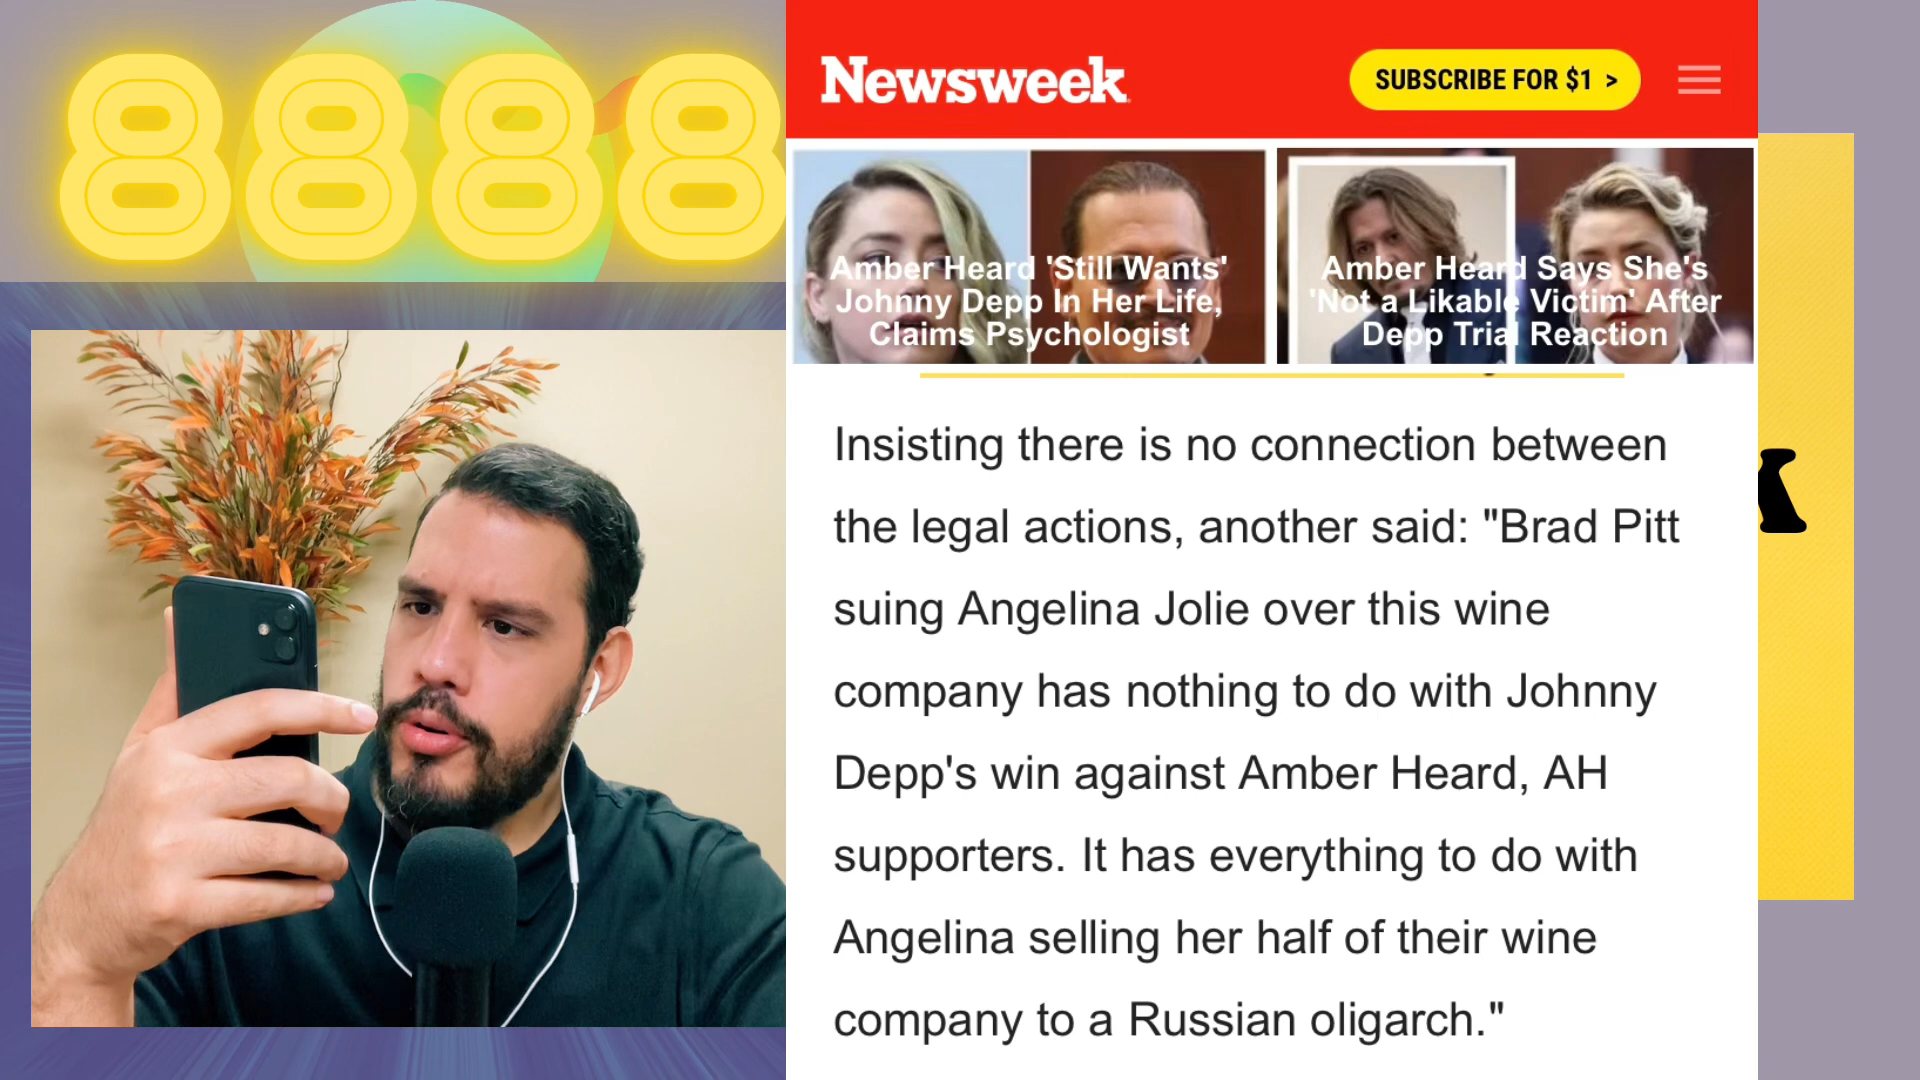 8888
Newsweek
SUBSCRIBE FOR $1 >
Amber Heard 'Still Wants'
Johnny Depp In Her Life,
Claims Psychologist
Amber Heard Says She's
'Not a Likable Victim' After
Depp Trial Reaction
Insisting there is no connection between
the legal actions, another said: "Brad Pitt
suing Angelina Jolie over this wine
company has nothing to do with Johnny
Depp's win against Amber Heard, AH
supporters. It has everything to do with
Angelina selling her half of their wine
company to a Russian oligarch."